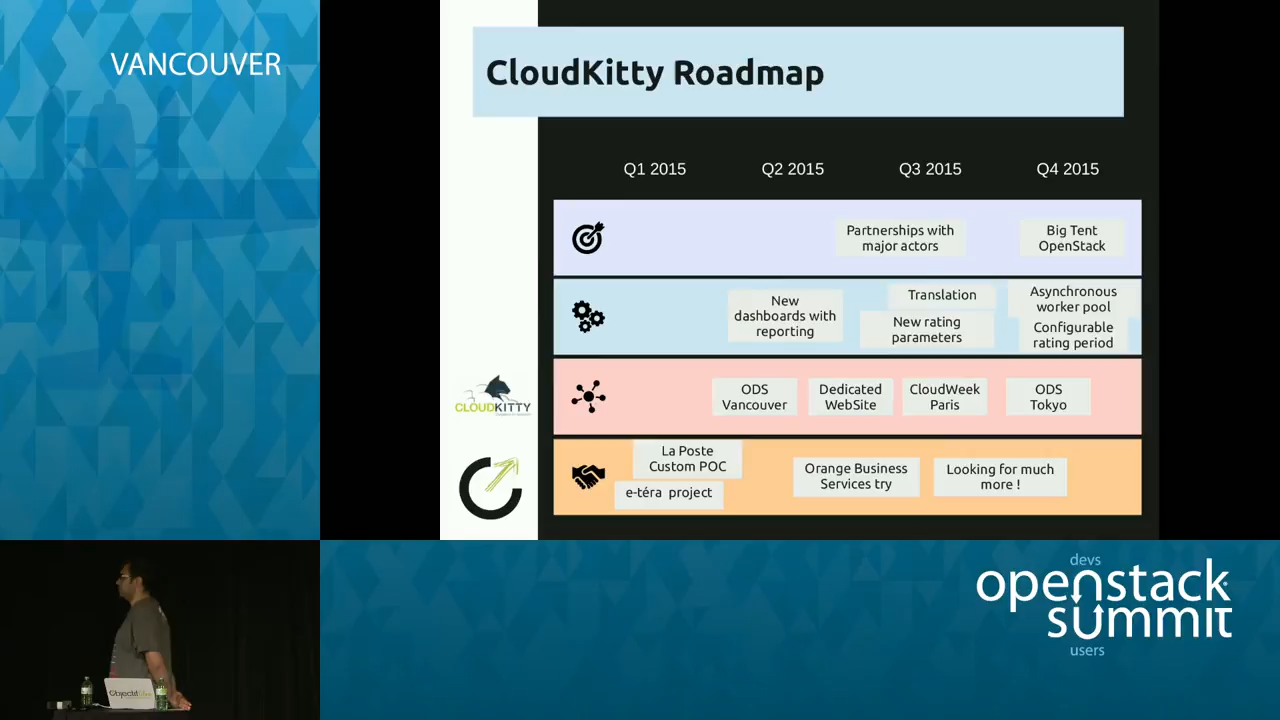 VANCOUVER
CloudKitty Roadmap
Q1 2015
Q2 2015
Q3 2015
Q4 2015
Partnerships with
major actors
Big Tent
OpenStack
New
dashboards with
reporting
Translation
New rating
parameters
Asynchronous
worker pool
Configurable
rating period
ODS
Vancouver
Dedicated
WebSite
CloudWeek
Paris
ODS
Tokyo
La Poste
Custom POC
e-téra project
Orange Business
Services try
Looking for much
more !
CLOUDKITTY
devs
openstack
summit
users